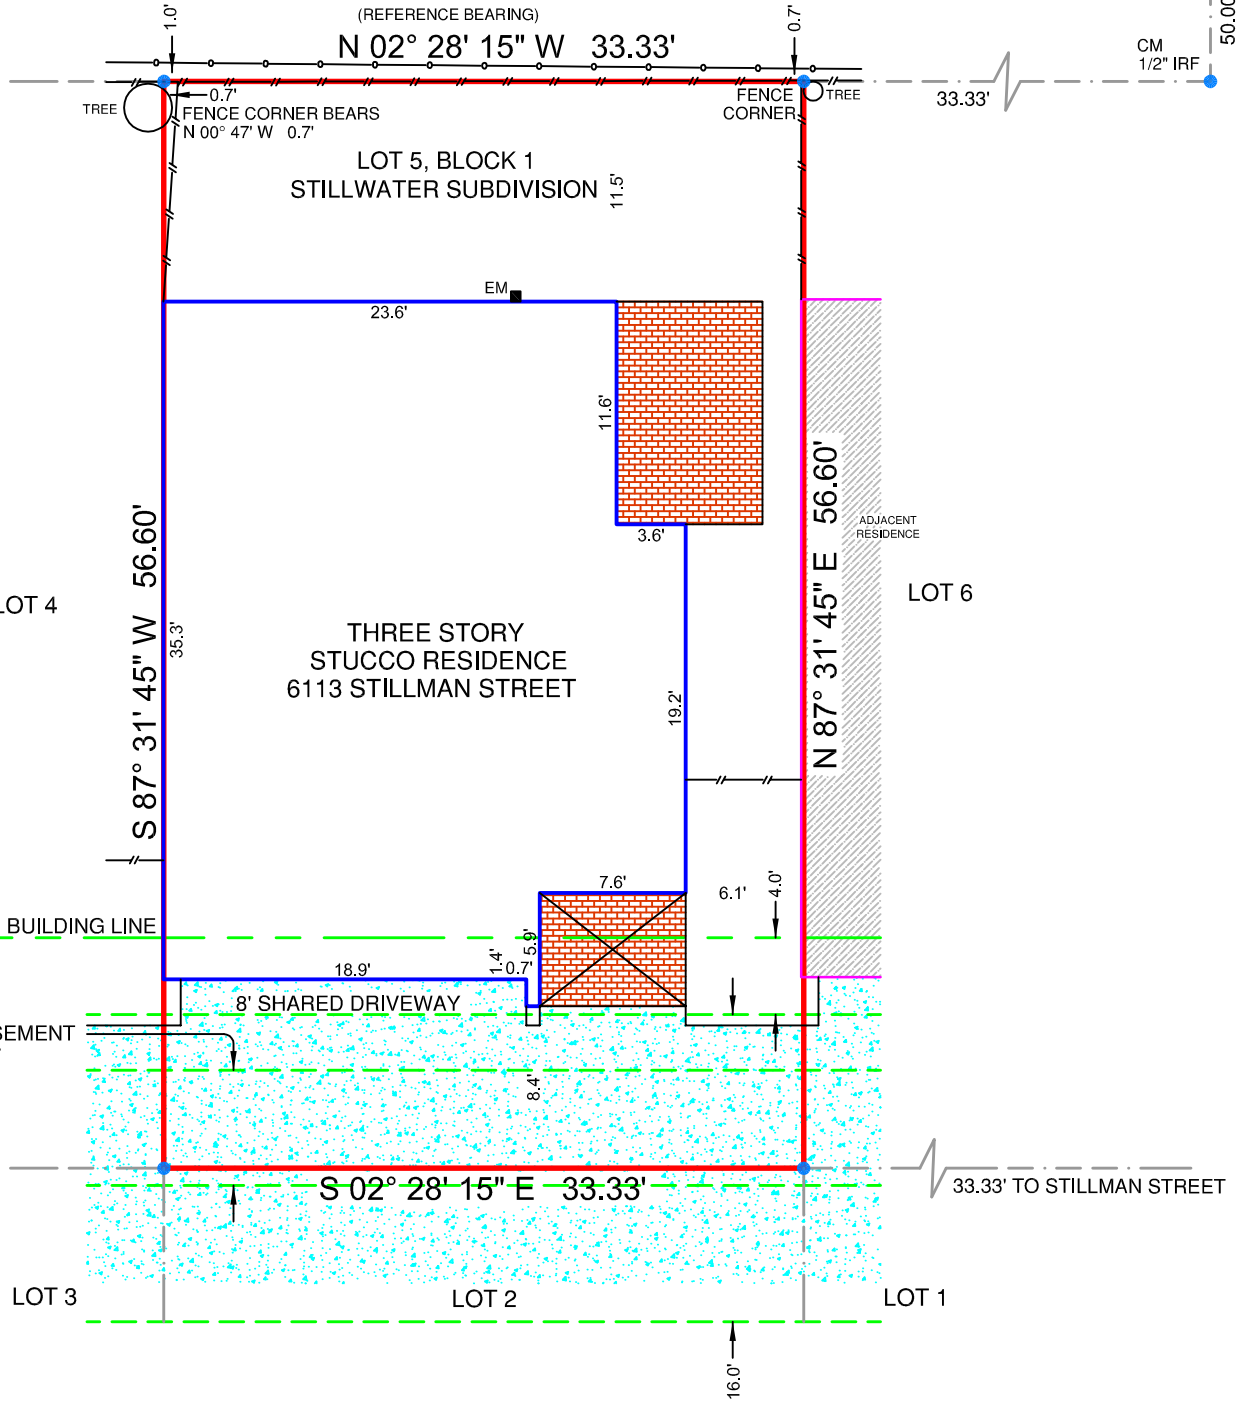 (REFERENCE BEARING)
N 02° 28' 15" W 33.33'
1.0'
0.7'
50.00
CM
1/2" IRF
33.33'
TREE
0.7'
FENCE CORNER BEARS
N 00° 47' W 0.7'
FENCE
CORNER
TREE
LOT 5, BLOCK 1
STILLWATER SUBDIVISION
11.5'
EM
23.6'
11.6'
3.6'
S 87° 31' 45" W 56.60'
N 87° 31' 45" E 56.60'
ADJACENT
RESIDENCE
LOT 4
LOT 6
35.3'
THREE STORY
STUCCO RESIDENCE
6113 STILLMAN STREET
19.2'
7.6'
6.1'
4.0'
BUILDING LINE
5.9'
1.4'
0.7'
18.9'
8' SHARED DRIVEWAY
SEMENT
8.4'
S 02° 28' 15" E 33.33'
33.33' TO STILLMAN STREET
LOT 3
LOT 2
LOT 1
16.0'